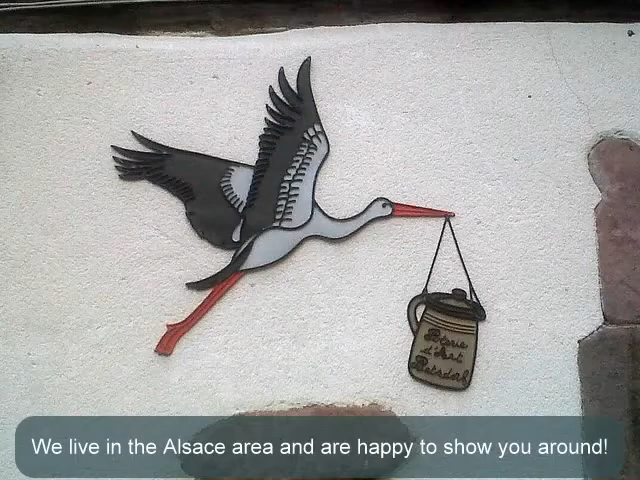 Poterie
d'Art
We live in the Alsace area and are happy to show you around!